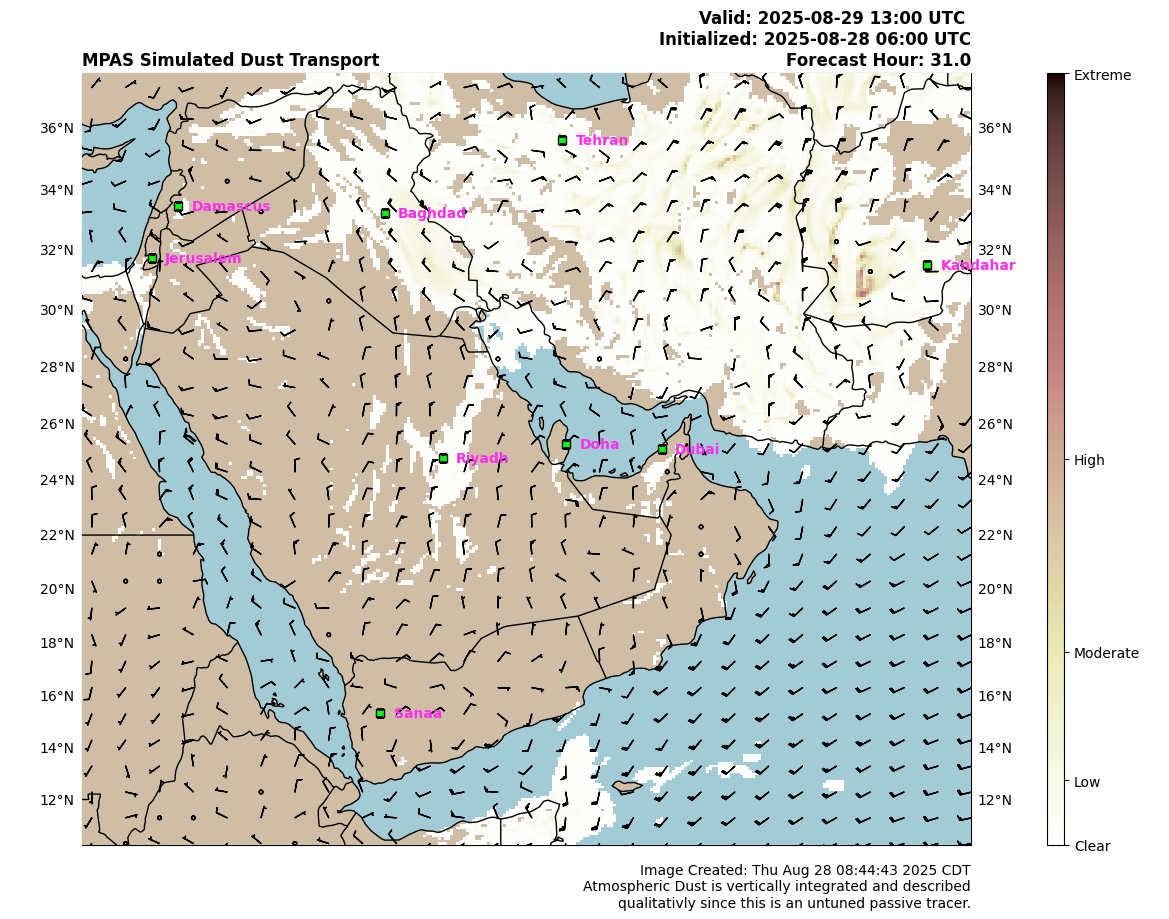 Valid: 2025-08-29 13:00 UTC
Initialized: 2025-08-28 06:00 UTC
MPAS Simulated Dust Transport
Forecast Hour: 31.0
Extreme
High
Moderate
Low
Clear
36°N
34°N
32°N
30°N
28°N
26°N
24°N
22°N
20°N
18°N
16°N
14°N
12°N
36°N
34°N
32°N
30°N
28°N
26°N
24°N
22°N
20°N
18°N
16°N
14°N
12°N
Tehran
Damascus
Baghdad
Jerusalem
Kandahar
Doha
Dubai
Riyadh
Sanaa
Image Created: Thu Aug 28 08:44:43 2025 CDT
Atmospheric Dust is vertically integrated and described
qualitativly since this is an untuned passive tracer.